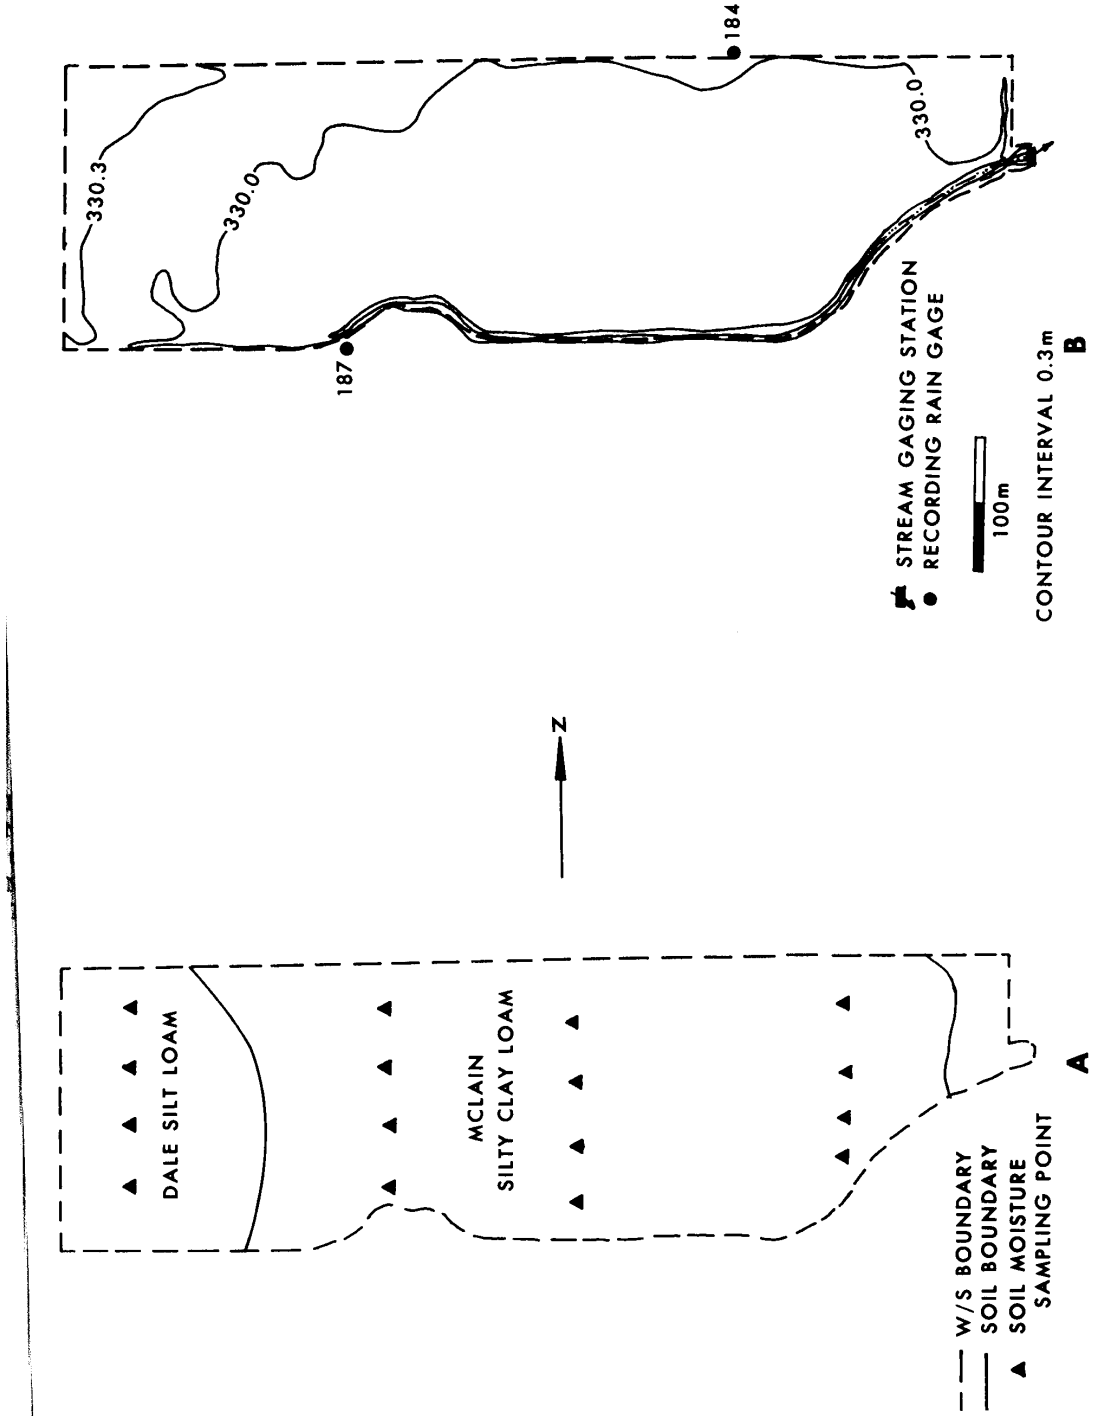 DALE SILT LOAM
MCLAIN
SILTY CLAY LOAM
W/S BOUNDARY
SOIL BOUNDARY
SOIL MOISTURE
SAMPLING POINT
A
N
330.3
330.0
330.0
187
184
STREAM GAGING STATION
RECORDING RAIN GAGE
100m
CONTOUR INTERVAL 0.3m
B